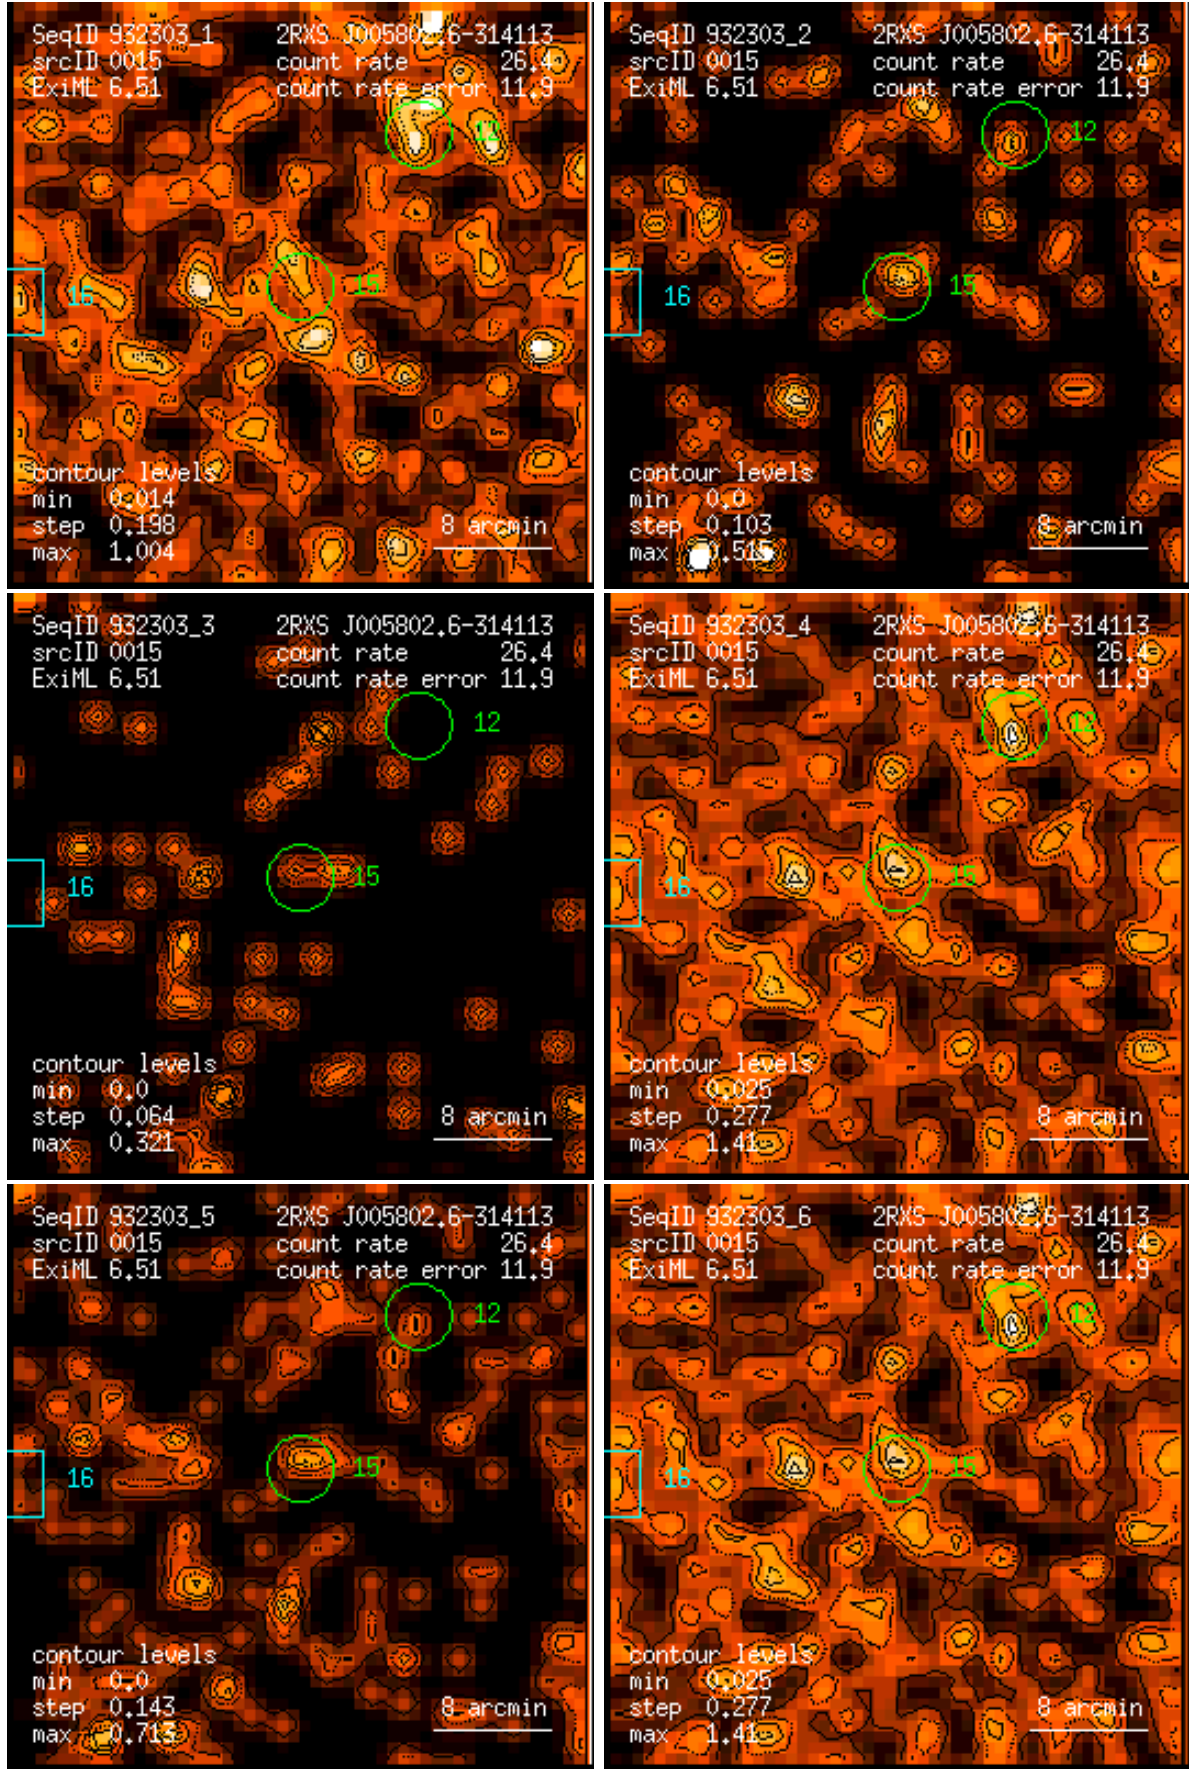 SeqID 932303_1 2RXS J005802.6-314113
srcID 0015 count rate 26.4
ExiML 6.51 count rate error 11.9
12
15
16
contour levels
min 0.014
step 0.198
max 1.004
8 arcmin
SeqID 932303_2 2RXS J005802.6-314113
srcID 0015 count rate 26.4
ExiML 6.51 count rate error 11.9
12
15
16
contour levels
min 0.0
step 0.103
max 0.515
8 arcmin
SeqID 932303_3 2RXS J005802.6-314113
srcID 0015 count rate 26.4
ExiML 6.51 count rate error 11.9
12
15
16
contour levels
min 0.0
step 0.064
max 0.321
8 arcmin
SeqID 932303_4 2RXS J005802.6-314113
srcID 0015 count rate 26.4
ExiML 6.51 count rate error 11.9
12
15
16
contour levels
min 0.025
step 0.277
max 1.41
8 arcmin
SeqID 932303_5 2RXS J005802.6-314113
srcID 0015 count rate 26.4
ExiML 6.51 count rate error 11.9
12
15
16
contour levels
min 0.0
step 0.143
max 0.713
8 arcmin
SeqID 932303_6 2RXS J005802.6-314113
srcID 0015 count rate 26.4
ExiML 6.51 count rate error 11.9
12
15
16
contour levels
min 0.025
step 0.277
max 1.41
8 arcmin